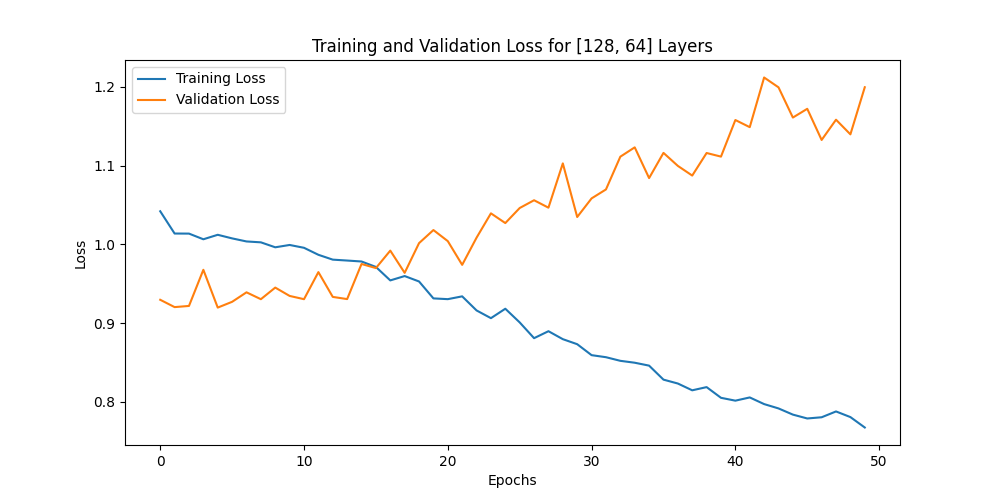 Training and Validation Loss for [128, 64] Layers
Training Loss
Validation Loss
1.2
1.1
1.0
0.9
0.8
Loss
0 10 20 30 40 50
Epochs